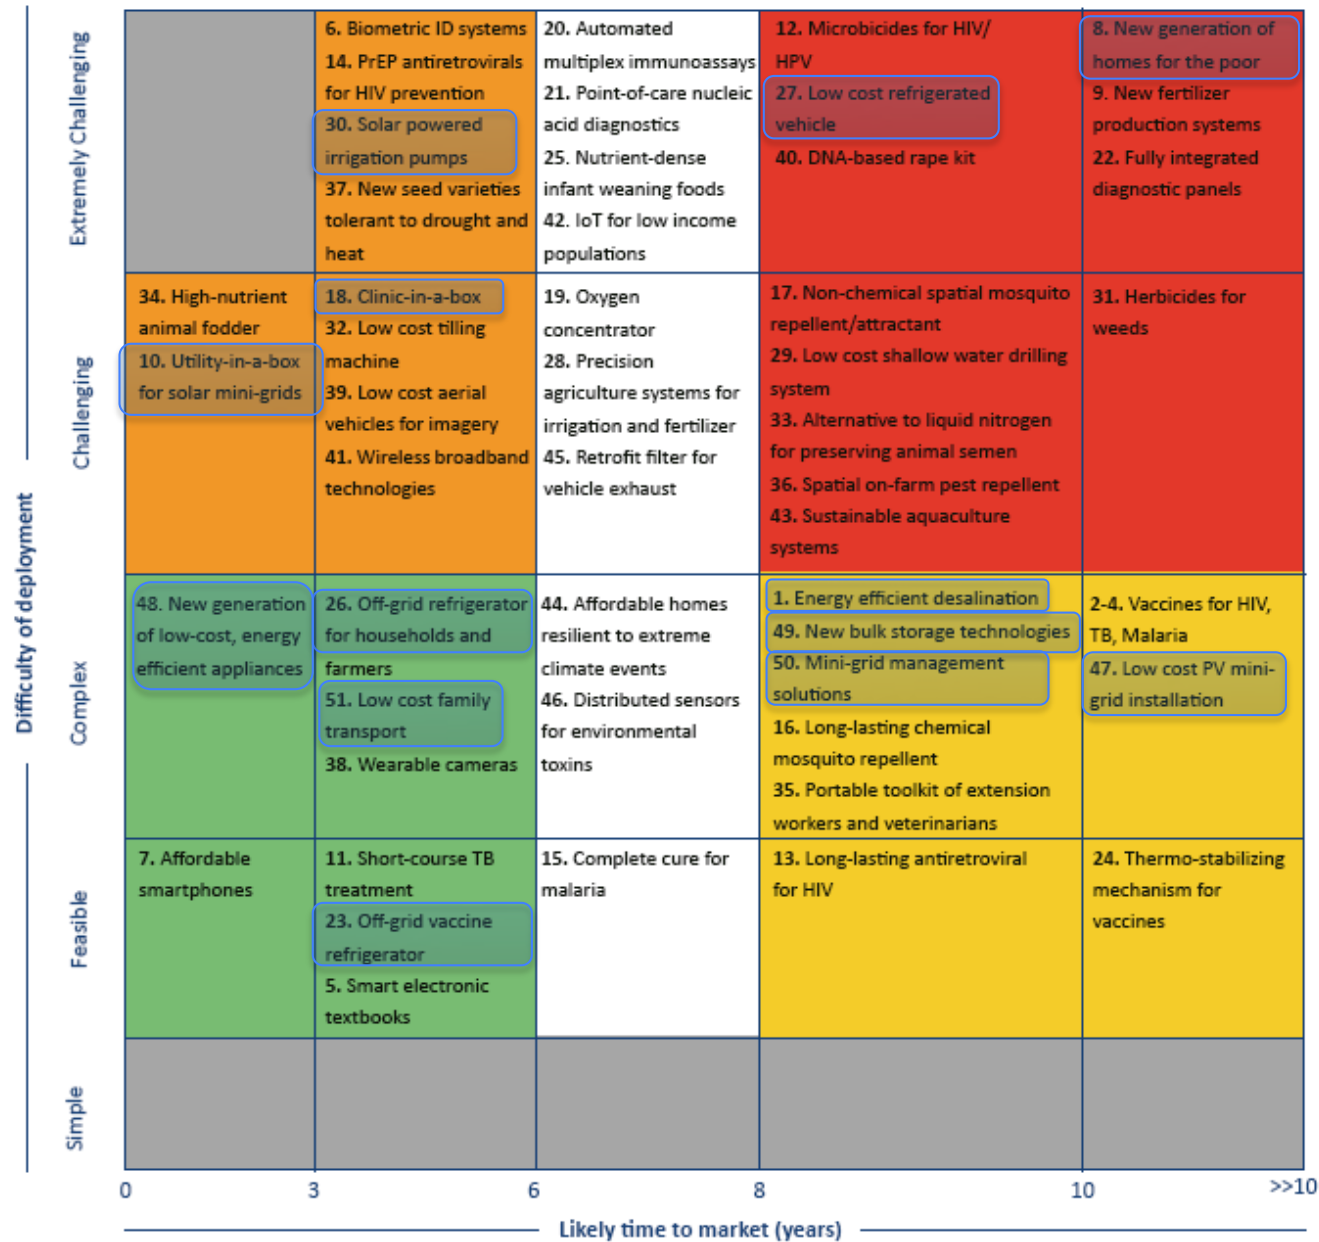 Difficulty of deployment
Extremely Challenging
6. Biometric ID systems
14. PrEP antiretrovirals
for HIV prevention
30. Solar powered
irrigation pumps
37. New seed varieties
tolerant to drought and
heat
20. Automated
multiplex immunoassays
21. Point-of-care nucleic
acid diagnostics
25. Nutrient-dense
infant weaning foods
42. IoT for low income
populations
12. Microbicides for HIV/
HPV
27. Low cost refrigerated
vehicle
40. DNA-based rape kit
8. New generation of
homes for the poor
9. New fertilizer
production systems
22. Fully integrated
diagnostic panels
Challenging
34. High-nutrient
animal fodder
10. Utility-in-a-box
for solar mini-grids
18. Clinic-in-a-box
32. Low cost tilling
machine
39. Low cost aerial
vehicles for imagery
41. Wireless broadband
technologies
19. Oxygen
concentrator
28. Precision
agriculture systems for
irrigation and fertilizer
45. Retrofit filter for
vehicle exhaust
17. Non-chemical spatial mosquito
repellent/attractant
29. Low cost shallow water drilling
system
33. Alternative to liquid nitrogen
for preserving animal semen
36. Spatial on-farm pest repellent
43. Sustainable aquaculture
systems
31. Herbicides for
weeds
Complex
48. New generation
of low-cost, energy
efficient appliances
26. Off-grid refrigerator
for households and
farmers
51. Low cost family
transport
38. Wearable cameras
44. Affordable homes
resilient to extreme
climate events
46. Distributed sensors
for environmental
toxins
1. Energy efficient desalination
49. New bulk storage technologies
50. Mini-grid management
solutions
16. Long-lasting chemical
mosquito repellent
35. Portable toolkit of extension
workers and veterinarians
2-4. Vaccines for HIV,
TB, Malaria
47. Low cost PV mini-
grid installation
Feasible
7. Affordable
smartphones
11. Short-course TB
treatment
23. Off-grid vaccine
refrigerator
5. Smart electronic
textbooks
15. Complete cure for
malaria
13. Long-lasting antiretroviral
for HIV
24. Thermo-stabilizing
mechanism for
vaccines
Simple
0 3 6 8 10 >>10
Likely time to market (years)